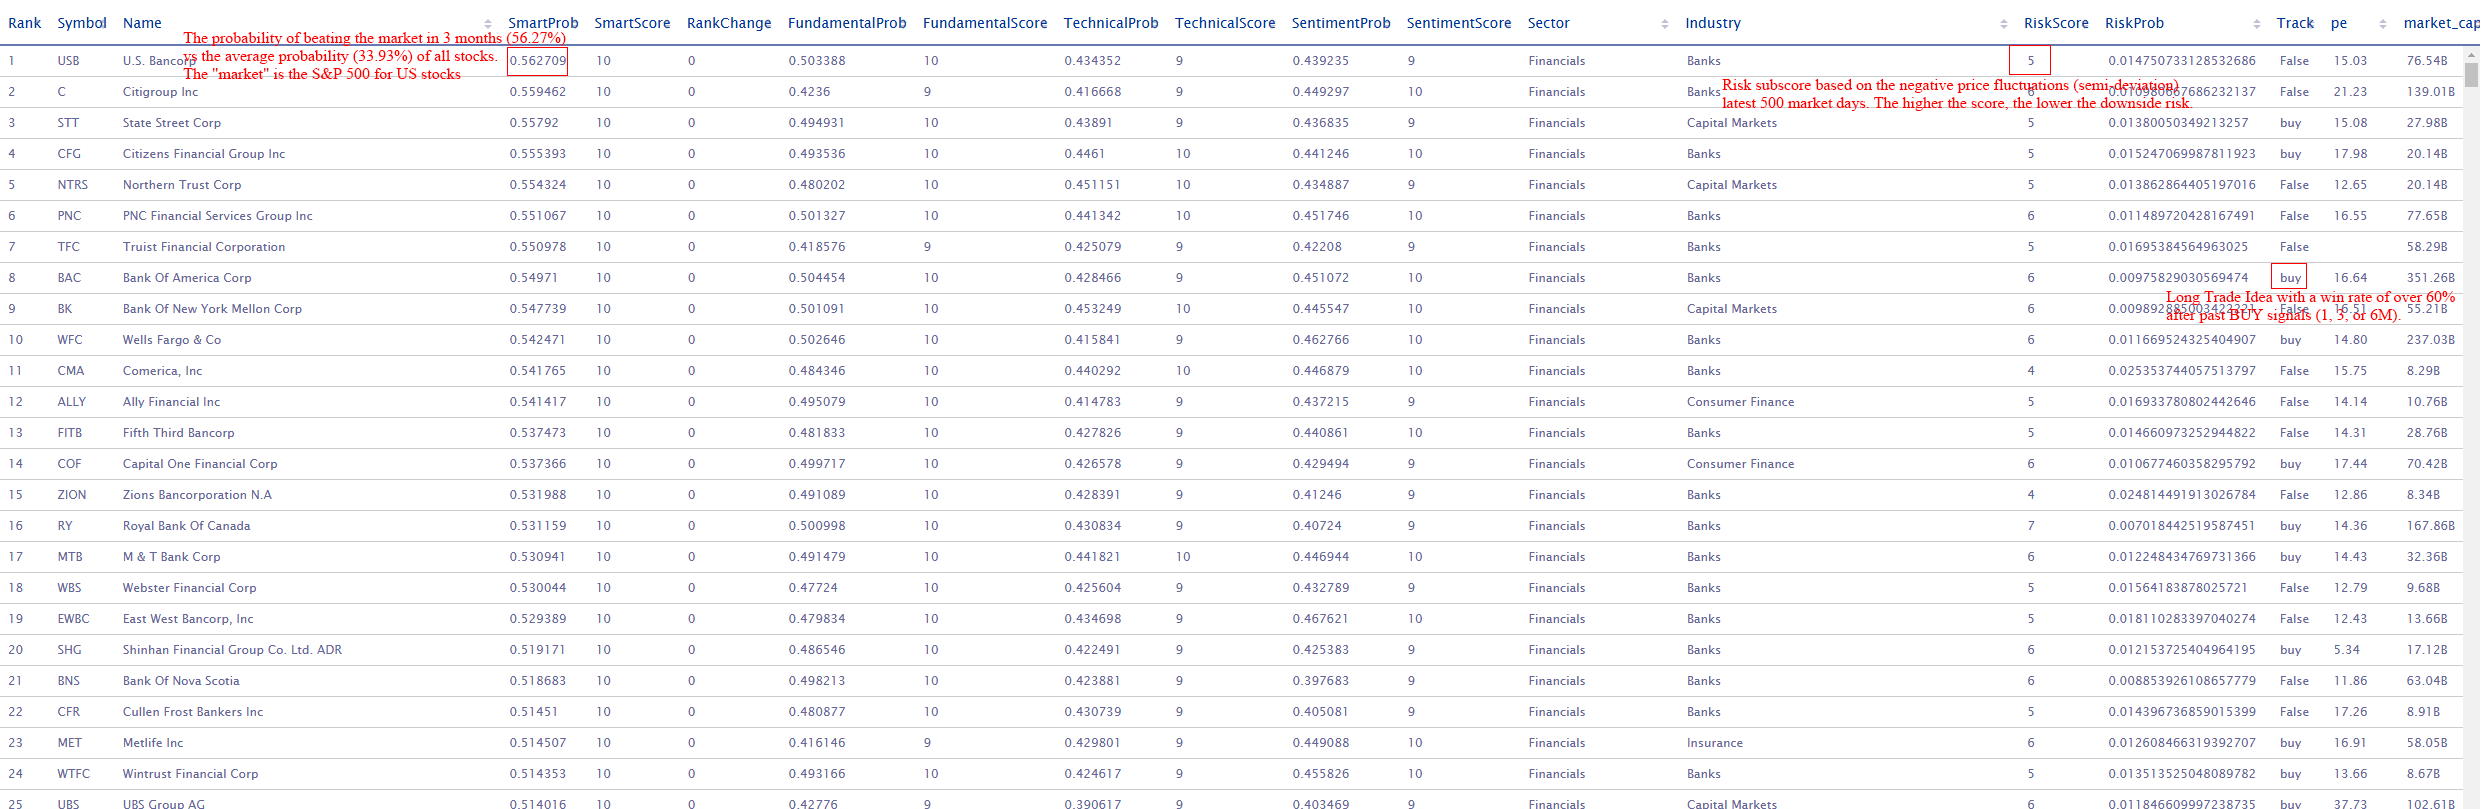 Rank Symbol Name SmartProb SmartScore RankChange FundamentalProb FundamentalScore TechnicalProb TechnicalScore SentimentProb SentimentScore Sector Industry RiskScore RiskProb Track pe market_cap
The probability of beating the market in 3 months (56.27%)
vs the average probability (33.93%) of all stocks.
The "market" is the S&P 500 for US stocks
1 USB U.S. Bancorp 0.562709 10 0 0.503388 10 0.434352 9 0.439235 9 Financials Banks 5 0.014750733128532686 False 15.03 76.54B
Risk subscore based on the negative price fluctuations (semi-deviation)
latest 500 market days. The higher the score, the lower the downside risk.
2 C Citigroup Inc 0.559462 10 0 0.4236 9 0.416668 9 0.449297 10 Financials Banks 6 0.010980667686232137 False 21.23 139.01B
3 STT State Street Corp 0.55792 10 0 0.494931 10 0.43891 9 0.436835 9 Financials Capital Markets 5 0.01380050349213257 buy 15.08 27.98B
4 CFG Citizens Financial Group Inc 0.555393 10 0 0.493536 10 0.4461 10 0.441246 10 Financials Banks 5 0.015247069987811923 buy 17.98 20.14B
5 NTRS Northern Trust Corp 0.554324 10 0 0.480202 10 0.451151 10 0.434887 9 Financials Capital Markets 5 0.013862864405197016 False 12.65 20.14B
6 PNC PNC Financial Services Group Inc 0.551067 10 0 0.501327 10 0.441342 10 0.451746 10 Financials Banks 6 0.011489720428167491 False 16.55 77.65B
7 TFC Truist Financial Corporation 0.550978 10 0 0.418576 9 0.425079 9 0.42208 9 Financials Banks 5 0.01695384564963025 False 58.29B
8 BAC Bank Of America Corp 0.54971 10 0 0.504454 10 0.428466 9 0.451072 10 Financials Banks 6 0.00975829030569474 buy 16.64 351.26B
Long Trade Idea with a win rate of over 60%
after past BUY signals (1, 3, or 6M).
9 BK Bank Of New York Mellon Corp 0.547739 10 0 0.501091 10 0.453249 10 0.445547 10 Financials Capital Markets 6 False 16.51 55.21B
10 WFC Wells Fargo & Co 0.542471 10 0 0.502646 10 0.415841 9 0.462766 10 Financials Banks 6 0.011669524325404907 buy 14.80 237.03B
11 CMA Comerica, Inc 0.541765 10 0 0.484346 10 0.440292 10 0.446879 10 Financials Banks 4 0.025353744057513797 False 15.75 8.29B
12 ALLY Ally Financial Inc 0.541417 10 0 0.495079 10 0.414783 9 0.437215 9 Financials Consumer Finance 5 0.016933780802442646 False 14.14 10.76B
13 FITB Fifth Third Bancorp 0.537473 10 0 0.481833 10 0.427826 9 0.440861 10 Financials Banks 5 0.014660973252944822 False 14.31 28.76B
14 COF Capital One Financial Corp 0.537366 10 0 0.499717 10 0.426578 9 0.429494 9 Financials Consumer Finance 6 0.010677460358295792 buy 17.44 70.42B
15 ZION Zions Bancorporation N.A 0.531988 10 0 0.491089 10 0.428391 9 0.41246 9 Financials Banks 4 0.024814491913026784 False 12.86 8.34B
16 RY Royal Bank Of Canada 0.531159 10 0 0.500998 10 0.430834 9 0.40724 9 Financials Banks 7 0.007018442519587451 buy 14.36 167.86B
17 MTB M & T Bank Corp 0.530941 10 0 0.491479 10 0.441821 10 0.446944 10 Financials Banks 6 0.012248434769731366 buy 14.43 32.36B
18 WBS Webster Financial Corp 0.530044 10 0 0.47724 10 0.425604 9 0.432789 9 Financials Banks 5 0.01564183878025721 False 12.79 9.68B
19 EWBC East West Bancorp, Inc 0.529389 10 0 0.479834 10 0.434698 9 0.467621 10 Financials Banks 5 0.018110283397040274 False 12.43 13.66B
20 SHG Shinhan Financial Group Co. Ltd. ADR 0.519171 10 0 0.486546 10 0.422491 9 0.425383 9 Financials Banks 6 0.012153725404964195 buy 5.34 17.12B
21 BNS Bank Of Nova Scotia 0.518683 10 0 0.498213 10 0.423881 9 0.397683 9 Financials Banks 6 0.008853926108657779 False 11.86 63.04B
22 CFR Cullen Frost Bankers Inc 0.51451 10 0 0.480877 10 0.430739 9 0.405081 9 Financials Banks 5 0.014396736859015399 False 17.26 8.91B
23 MET Metlife Inc 0.514507 10 0 0.416146 9 0.429801 9 0.449088 10 Financials Insurance 6 0.012608466319392707 buy 16.91 58.05B
24 WTFC Wintrust Financial Corp 0.514353 10 0 0.493166 10 0.424617 9 0.455826 10 Financials Banks 5 0.013513525048089782 buy 13.66 8.67B
25 UBS UBS Group AG 0.514016 10 0 0.42776 9 0.390617 9 0.403469 9 Financials Capital Markets 6 0.011846609997238735 buy 37.73 102.61B